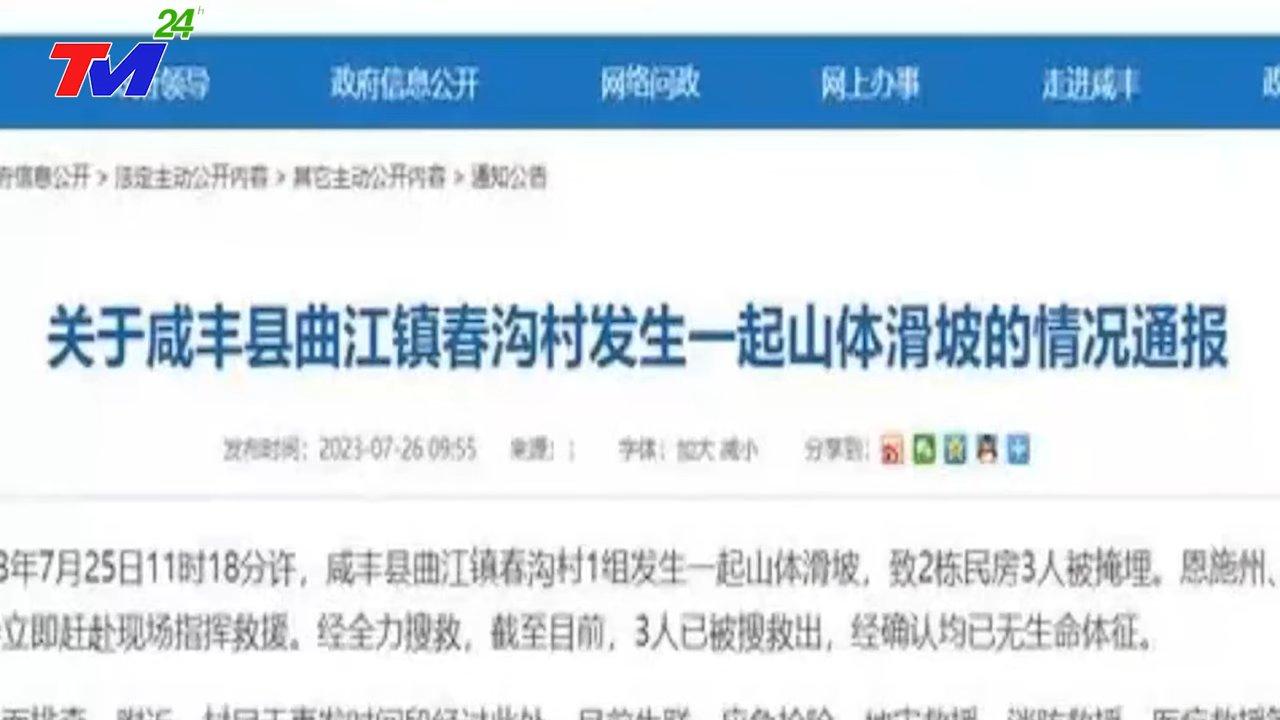 24h
TM
领导 政府信息公开 网络问政 网上办事 走进咸丰
府信息公开 > 法定主动公开内容 > 其它主动公开内容 > 通知公告
关于咸丰县曲江镇春沟村发生一起山体滑坡的情况通报
发布时间：2023-07-26 09:55 来源：： 字体：加大 减小 分享到：
3年7月25日11时18分许，咸丰县曲江镇春沟村1组发生一起山体滑坡，致2栋民房3人被掩埋。恩施州、
立即赶赴现场指挥救援。经全力搜救，截至目前，3人已被搜救出，经确认均已无生命体征。